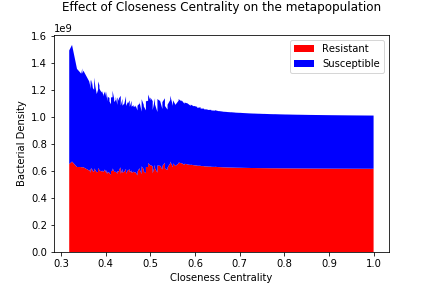 Effect of Closeness Centrality on the metapopulation
1e9
1.6
1.4
1.2
1.0
0.8
0.6
0.4
0.2
0.0
Bacterial Density
Resistant
Susceptible
0.3 0.4 0.5 0.6 0.7 0.8 0.9 1.0
Closeness Centrality